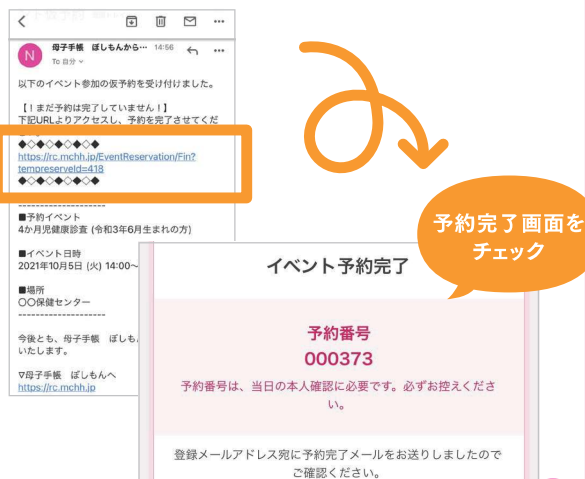 N
母子手帳 ぼしもんから… 14:56
To 自分
以下のイベント参加の仮予約を受け付けました。
【！まだ予約は完了していません！】
下記URLよりアクセスし、予約を完了させてくだ
◆◇◆◇◆◇◆◇◆
https://rc.mchh.jp/EventReservation/Fin?
tempreserveId=418
◆◇◆◇◆◇◆◇◆
--------------------
■予約イベント
4か月児健康診査 (令和3年6月生まれの方)
■イベント日時
2021年10月5日 (火) 14:00〜
■場所
〇〇保健センター
--------------------
今後とも、母子手帳 ぼしも
いたします。
▽母子手帳 ぼしもんへ
https://rc.mchh.jp
予約完了画面を
チェック
イベント予約完了
予約番号
000373
予約番号は、当日の本人確認に必要です。必ずお控えくださ
い。
登録メールアドレス宛に予約完了メールをお送りしましたので
ご確認ください。